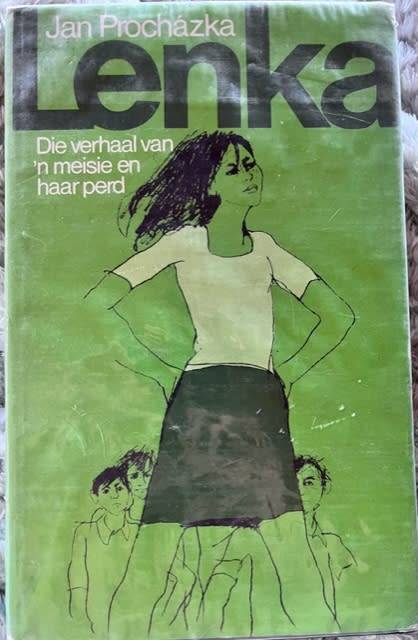 Jan Procházka
Lenka
Die verhaal van
'n meisie en
haar perd